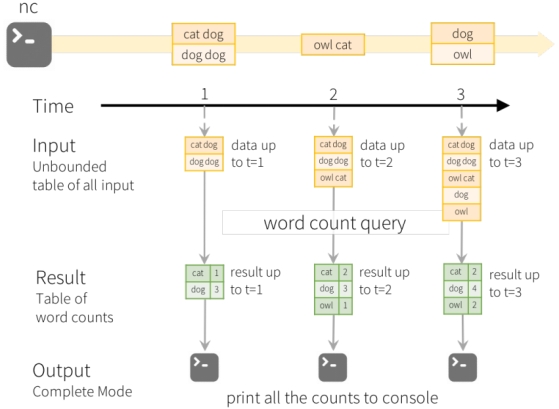 nc
>_
cat dog
dog dog
owl cat
dog
owl
Time
1
2
3
Input
Unbounded
table of all input
cat dog
dog dog
data up
to t=1
cat dog
dog dog
owl cat
data up
to t=2
cat dog
dog dog
owl cat
dog
owl
data up
to t=3
word count query
Result
Table of
word counts
cat 1
dog 3
result up
to t=1
cat 2
dog 3
owl 1
result up
to t=2
cat 2
dog 4
owl 2
result up
to t=3
Output
Complete Mode
>_
>_
>_
print all the counts to console